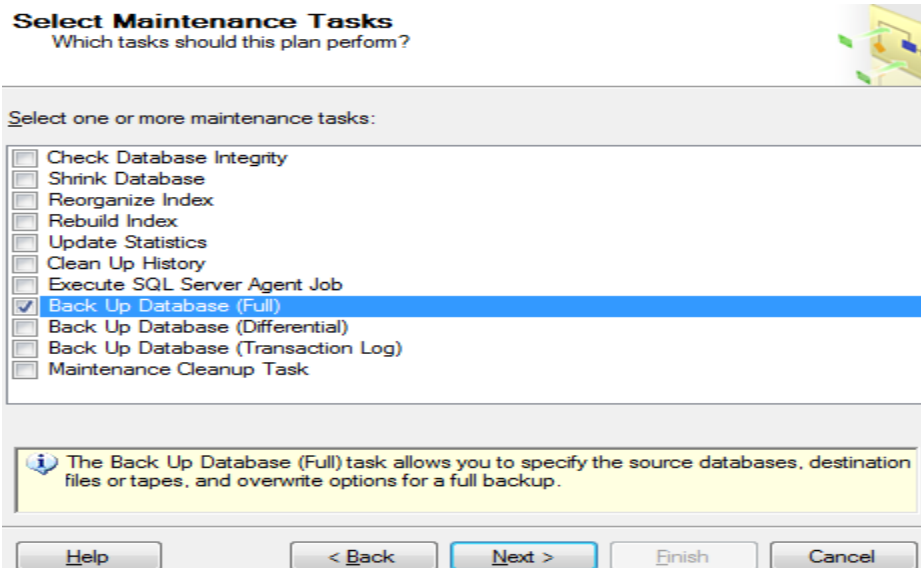 Select Maintenance Tasks
Which tasks should this plan perform?
Select one or more maintenance tasks:
Check Database Integrity
Shrink Database
Reorganize Index
Rebuild Index
Update Statistics
Clean Up History
Execute SQL Server Agent Job
Back Up Database (Full)
Back Up Database (Differential)
Back Up Database (Transaction Log)
Maintenance Cleanup Task
The Back Up Database (Full) task allows you to specify the source databases, destination
files or tapes, and overwrite options for a full backup.
Help
< Back
Next >
Finish
Cancel